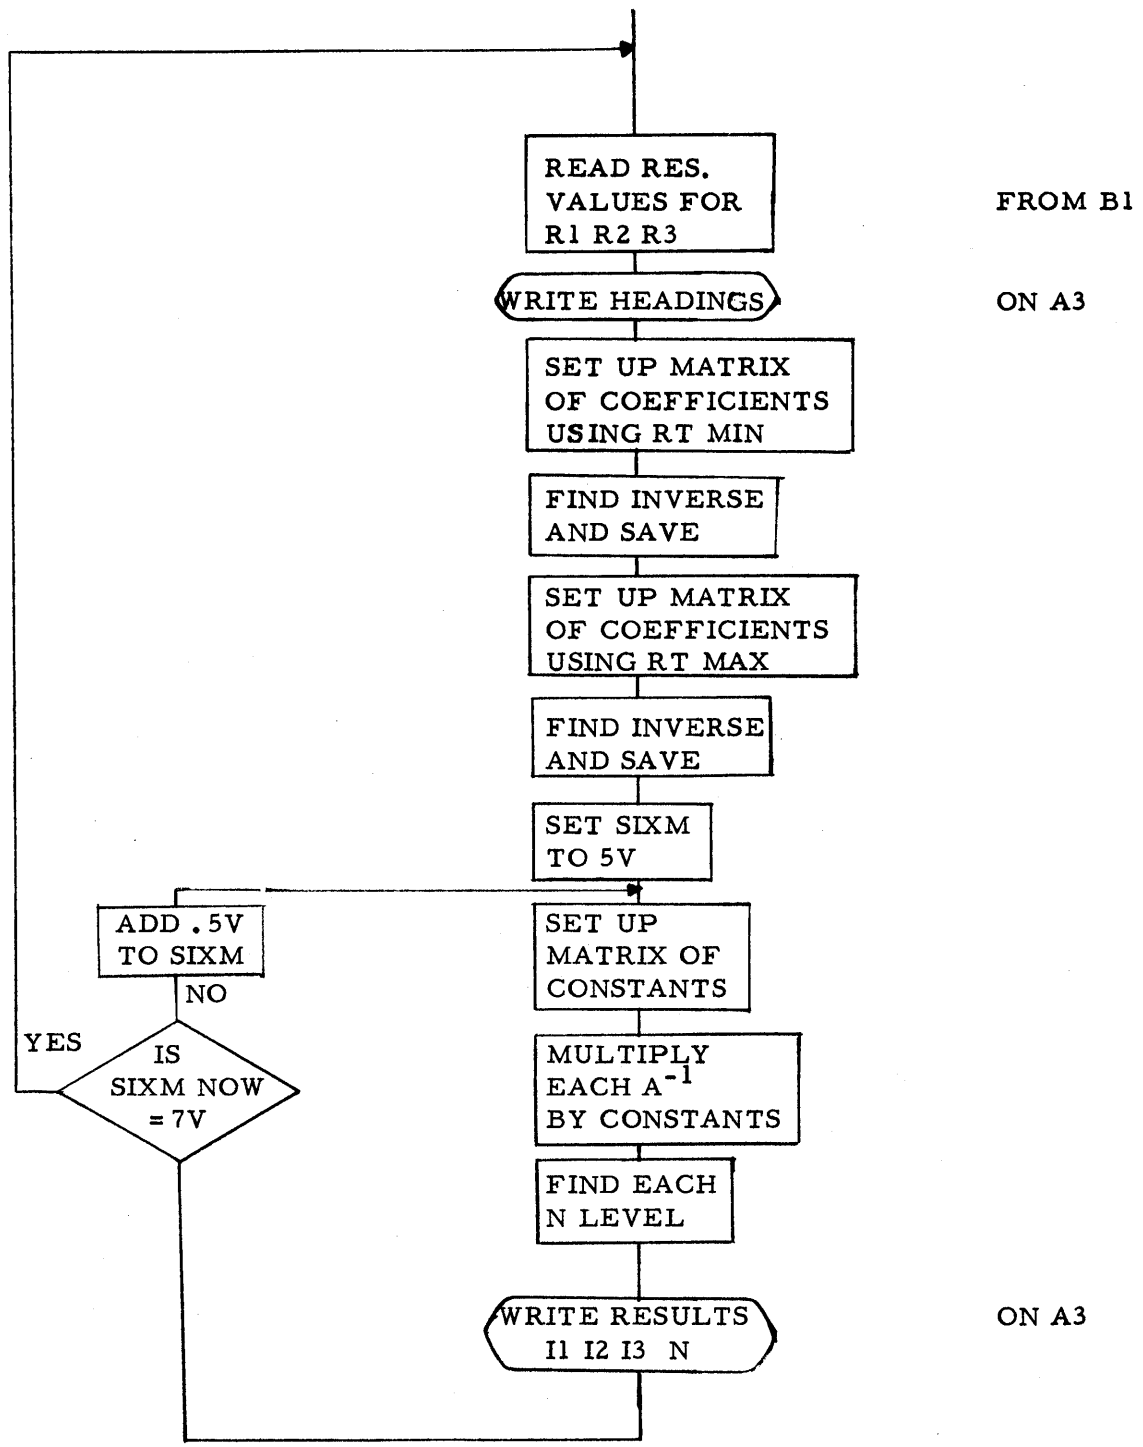 READ RES.
VALUES FOR
R1 R2 R3
FROM B1
WRITE HEADINGS
ON A3
SET UP MATRIX
OF COEFFICIENTS
USING RT MIN
FIND INVERSE
AND SAVE
SET UP MATRIX
OF COEFFICIENTS
USING RT MAX
FIND INVERSE
AND SAVE
SET SIXM
TO 5V
SET UP
MATRIX OF
CONSTANTS
MULTIPLY
EACH A⁻¹
BY CONSTANTS
FIND EACH
N LEVEL
WRITE RESULTS
I1 I2 I3 N
ON A3
IS
SIXM NOW
= 7V
YES
NO
ADD .5V
TO SIXM